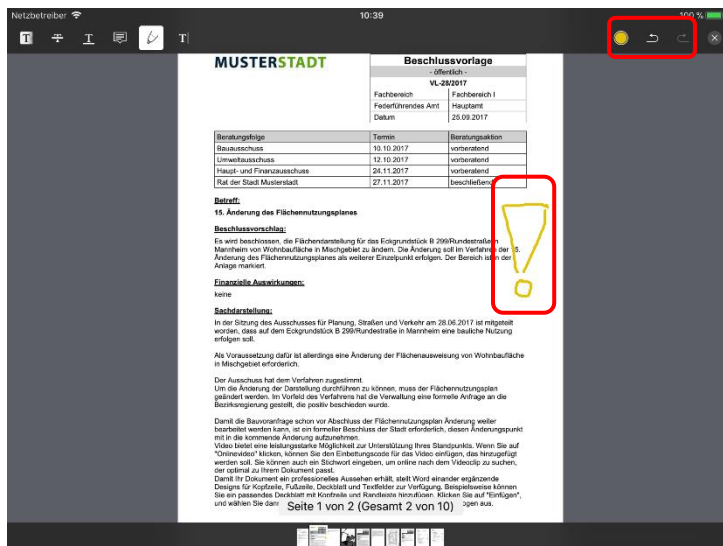 Netzbetreiber 10:39 100 %
T T T T
MUSTERSTADT
Beschlussvorlage
- öffentlich -
VL-28/2017
Fachbereich Fachbereich I
Federführendes Amt Hauptamt
Datum 26.09.2017
Beratungsfolge Termin Beratungsaktion
Bauausschuss 10.10.2017 vorberatend
Umweltausschuss 12.10.2017 vorberatend
Haupt- und Finanzausschuss 24.11.2017 vorberatend
Rat der Stadt Musterstadt 27.11.2017 beschließend
Betreff:
15. Änderung des Flächennutzungsplanes
Beschlussvorschlag:
Es wird beschlossen, die Flächendarstellung für das Eckgrundstück B 299/Rundestraße in
Mannheim von Wohnbaufläche in Mischgebiet zu ändern. Die Änderung soll im Verfahren der 15.
Änderung des Flächennutzungsplanes als weiterer Einzelpunkt erfolgen. Der Bereich ist in der
Anlage markiert.
!
Finanzielle Auswirkungen:
keine
Sachdarstellung:
In der Sitzung des Ausschusses für Planung, Straßen und Verkehr am 28.06.2017 ist mitgeteilt
worden, dass auf dem Eckgrundstück B 299/Rundestraße in Mannheim eine bauliche Nutzung
erfolgen soll.
Als Voraussetzung dafür ist allerdings eine Änderung der Flächenausweisung von Wohnbaufläche
in Mischgebiet erforderlich.
Der Ausschuss hat dem Verfahren zugestimmt.
Um die Änderung der Darstellung durchführen zu können, muss der Flächennutzungsplan
geändert werden. Im Vorfeld des Verfahrens hat die Verwaltung eine formelle Anfrage an die
Bezirksregierung gestellt, die positiv beschieden wurde.
Damit die Bauvoranfrage schon vor Abschluss der Flächennutzungsplan Änderung weiter
bearbeitet werden kann, ist ein formeller Beschluss der Stadt erforderlich, diesen Änderungspunkt
mit in die kommende Änderung aufzunehmen.
Video bietet eine leistungsstarke Möglichkeit zur Unterstützung Ihres Standpunkts. Wenn Sie auf
"Onlinevideo" klicken, können Sie den Einbettungscode für das Video einfügen, das hinzugefügt
werden soll. Sie können auch ein Stichwort eingeben, um online nach dem Videoclip zu suchen,
der optimal zu Ihrem Dokument passt.
Damit Ihr Dokument ein professionelles Aussehen erhält, stellt Word einander ergänzende
Designs für Kopfzeile, Fußzeile, Deckblatt und Textfelder zur Verfügung. Beispielsweise können
Sie ein passendes Deckblatt mit Kopfzeile und Randleiste hinzufügen. Klicken Sie auf "Einfügen",
und wählen Sie dann ogen aus.
Seite 1 von 2 (Gesamt 2 von 10)